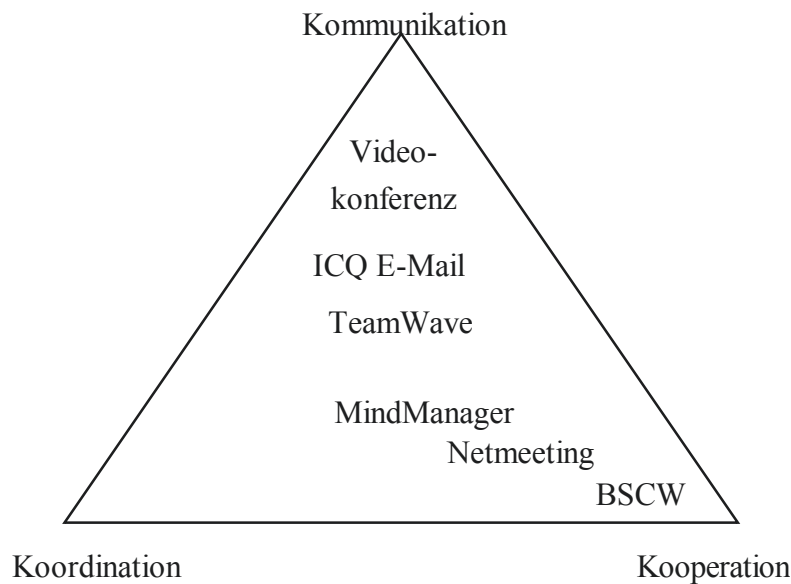 Kommunikation
Video-
konferenz
ICQ E-Mail
TeamWave
MindManager
Netmeeting
BSCW
Koordination
Kooperation